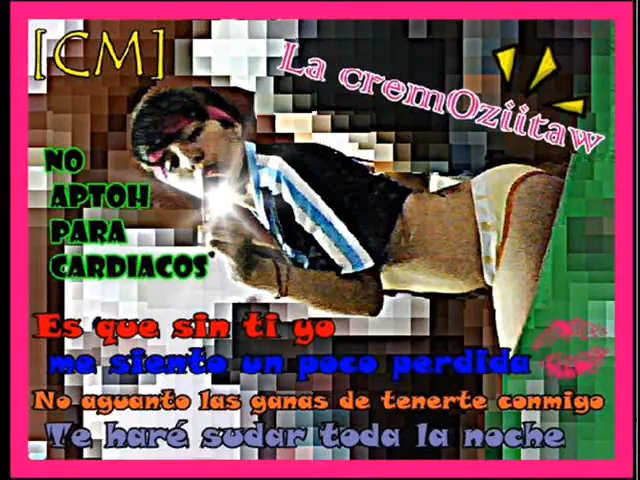 [CM]
La cremOziitaw
NO
APTOH
PARA
CARDIACOS*
Es que sin ti yo
me siento un poco perdida
No aguanto las ganas de tenerte conmigo
Te haré sudar toda la noche